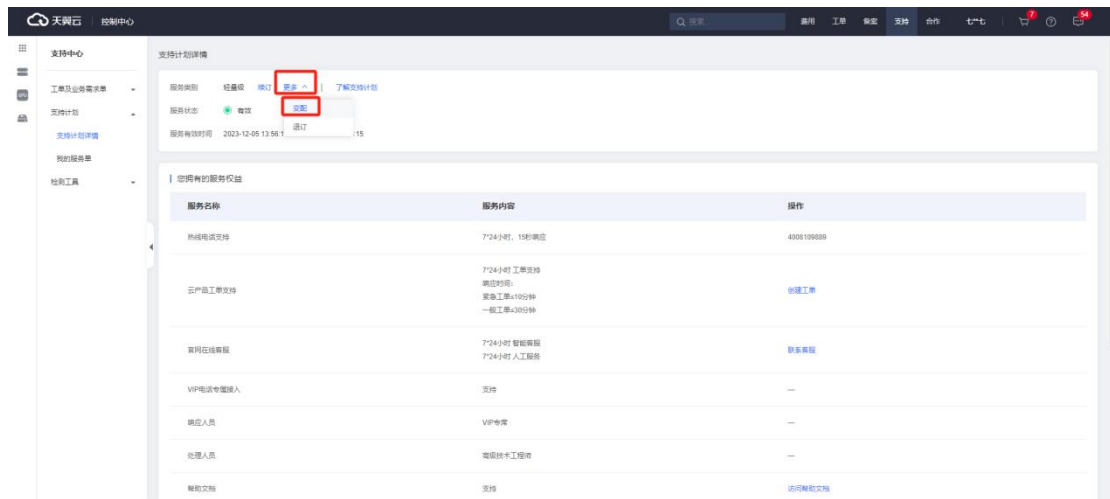 天翼云 控制中心 搜索 费用 工单 备案 支持 合作 七**七 7 54
支持中心
工单及业务需求单
支持计划
支持计划详情
我的服务单
检测工具
支持计划详情
服务类别 轻量级 续订 更多 | 了解支持计划
变配
退订
服务状态 有效
服务有效时间 2023-12-05 13:56:1 :15
您拥有的服务权益
服务名称 服务内容 操作
热线电话支持 7*24小时，15秒响应 4008109889
云产品工单支持 7*24小时 工单支持
响应时间：
紧急工单≤10分钟
一般工单≤30分钟
创建工单
官网在线客服 7*24小时 智能客服
7*24小时 人工服务
联系客服
VIP电话专属接入 支持 —
响应人员 VIP专席 —
处理人员 高级技术工程师 —
帮助文档 支持 访问帮助文档